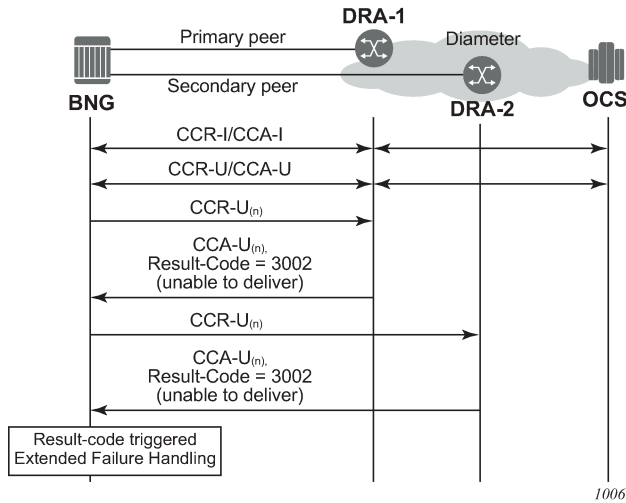 DRA-1
Primary peer
Diameter
Secondary peer
BNG
DRA-2
OCS
CCR-I/CCA-I
CCR-U/CCA-U
CCR-U(n)
CCA-U(n),
Result-Code = 3002
(unable to deliver)
CCR-U(n)
CCA-U(n),
Result-Code = 3002
(unable to deliver)
Result-code triggered
Extended Failure Handling
1006